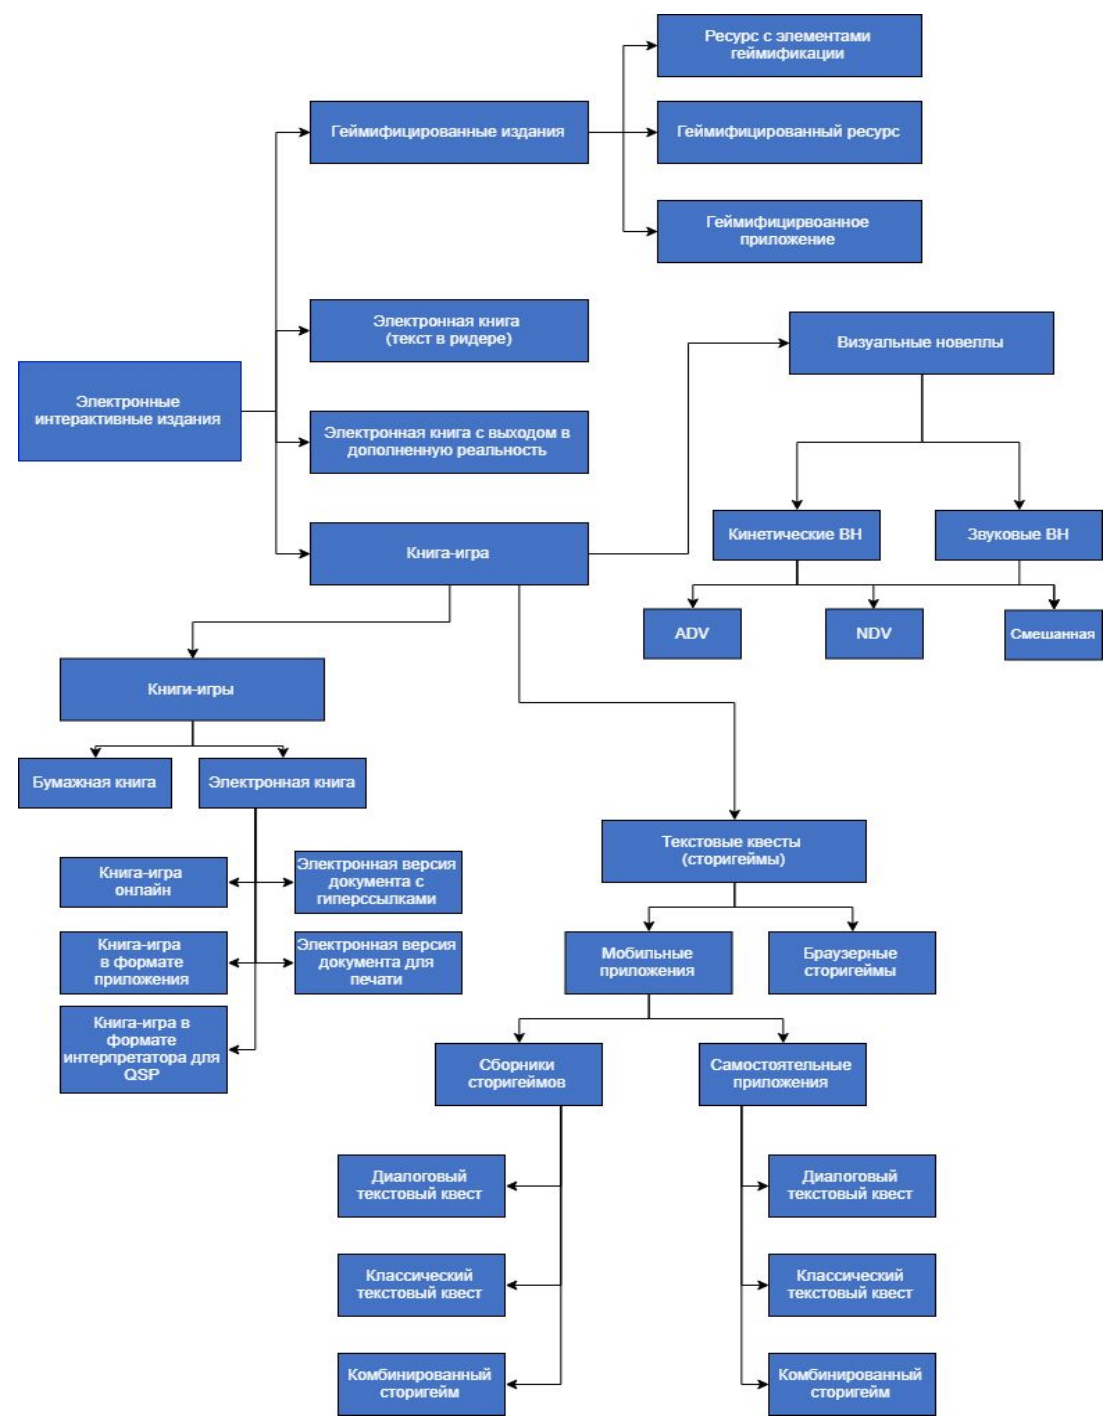 Ресурс с элементами
геймификации
Геймифицированные издания
Геймифицированный ресурс
Геймифицирвоанное
приложение
Электронная книга
(текст в ридере)
Визуальные новеллы
Электронные
интерактивные издания
Электронная книга с выходом в
дополненную реальность
Книга-игра
Кинетические ВН
Звуковые ВН
ADV
NDV
Смешанная
Книги-игры
Бумажная книга
Электронная книга
Текстовые квесты
(сторигеймы)
Книга-игра
онлайн
Электронная версия
документа с
гиперссылками
Книга-игра
в формате
приложения
Электронная версия
документа для
печати
Мобильные
приложения
Браузерные
сторигеймы
Книга-игра в
формате
интерпретатора для
QSP
Сборники
сторигеймов
Самостоятельные
приложения
Диалоговый
текстовый квест
Диалоговый
текстовый квест
Классический
текстовый квест
Классический
текстовый квест
Комбинированный
сторигейм
Комбинированный
сторигейм